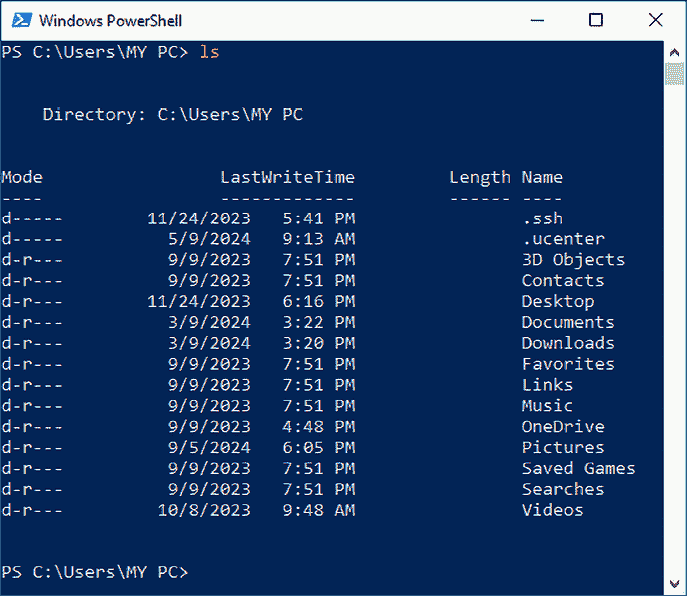 Windows PowerShell
PS C:\Users\MY PC> ls
Directory: C:\Users\MY PC
Mode                 LastWriteTime         Length Name
----                 -------------         ------ ----
d-----        11/24/2023   5:41 PM                .ssh
d-----          5/9/2024   9:13 AM                .ucenter
d-r---          9/9/2023   7:51 PM                3D Objects
d-r---          9/9/2023   7:51 PM                Contacts
d-r---        11/24/2023   6:16 PM                Desktop
d-r---          3/9/2024   3:22 PM                Documents
d-r---          3/9/2024   3:20 PM                Downloads
d-r---          9/9/2023   7:51 PM                Favorites
d-r---          9/9/2023   7:51 PM                Links
d-r---          9/9/2023   7:51 PM                Music
d-r---          9/9/2023   4:48 PM                OneDrive
d-r---          9/5/2024   6:05 PM                Pictures
d-r---          9/9/2023   7:51 PM                Saved Games
d-r---          9/9/2023   7:51 PM                Searches
d-r---         10/8/2023   9:48 AM                Videos
PS C:\Users\MY PC>